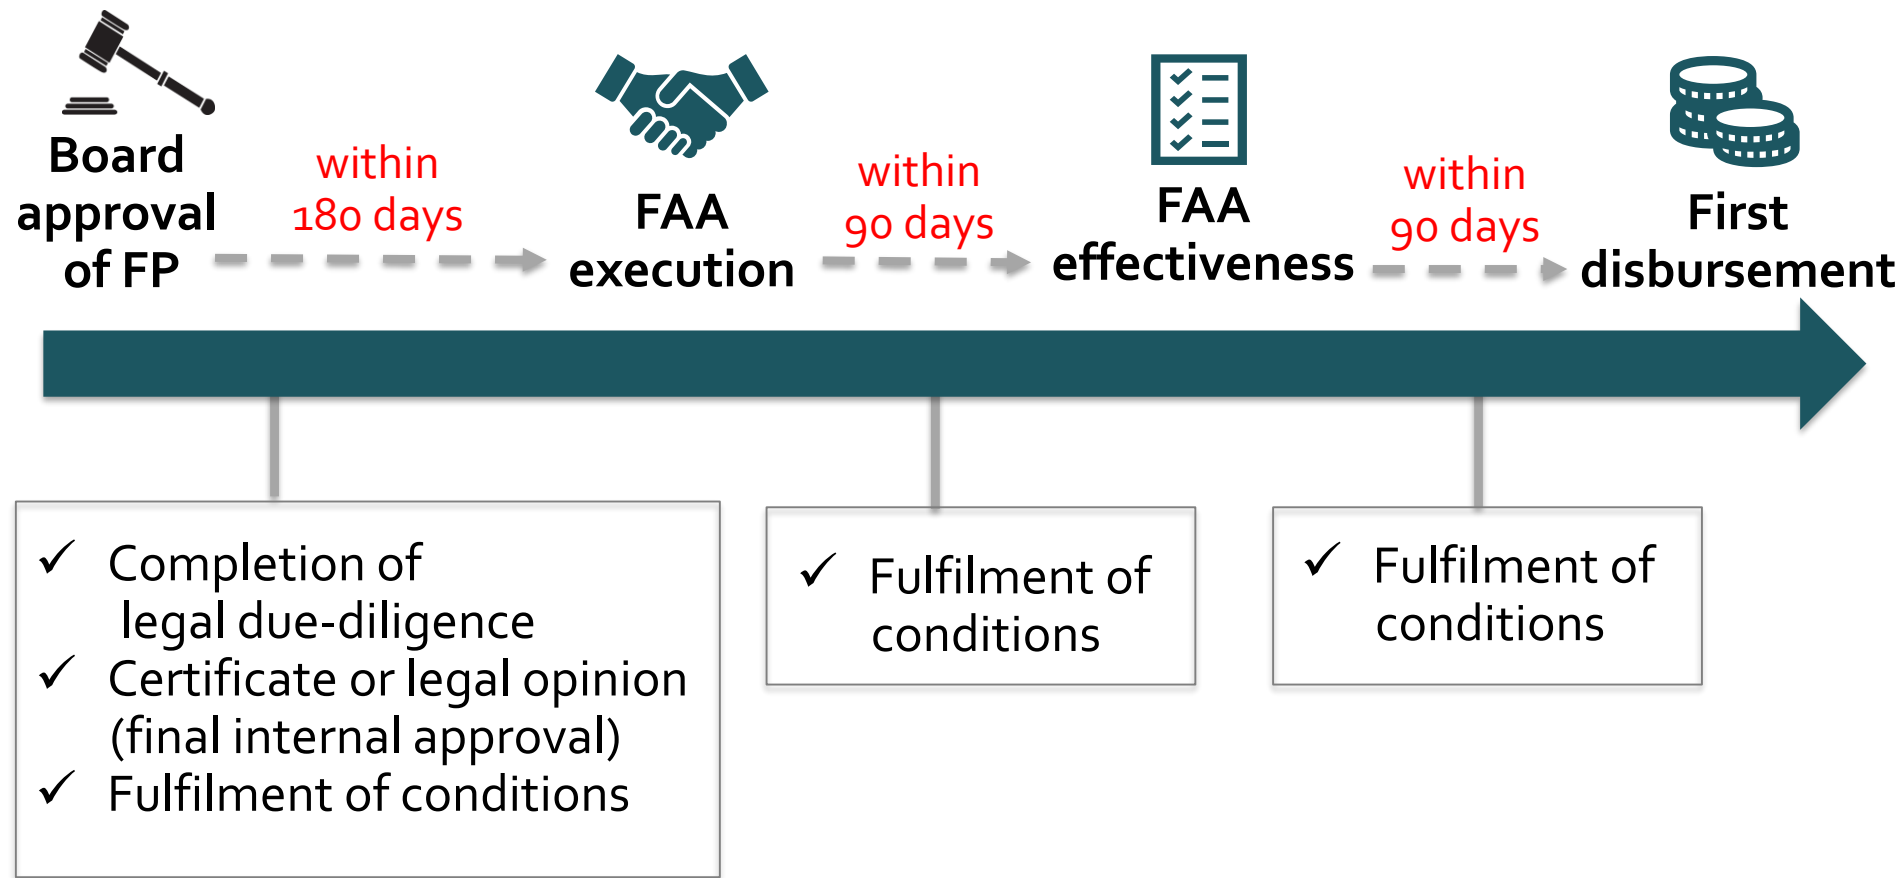 Board
approval
of FP
within
180 days
FAA
execution
within
90 days
FAA
effectiveness
within
90 days
First
disbursement
✓ Completion of
legal due-diligence
✓ Certificate or legal opinion
(final internal approval)
✓ Fulfilment of conditions
✓ Fulfilment of
conditions
✓ Fulfilment of
conditions